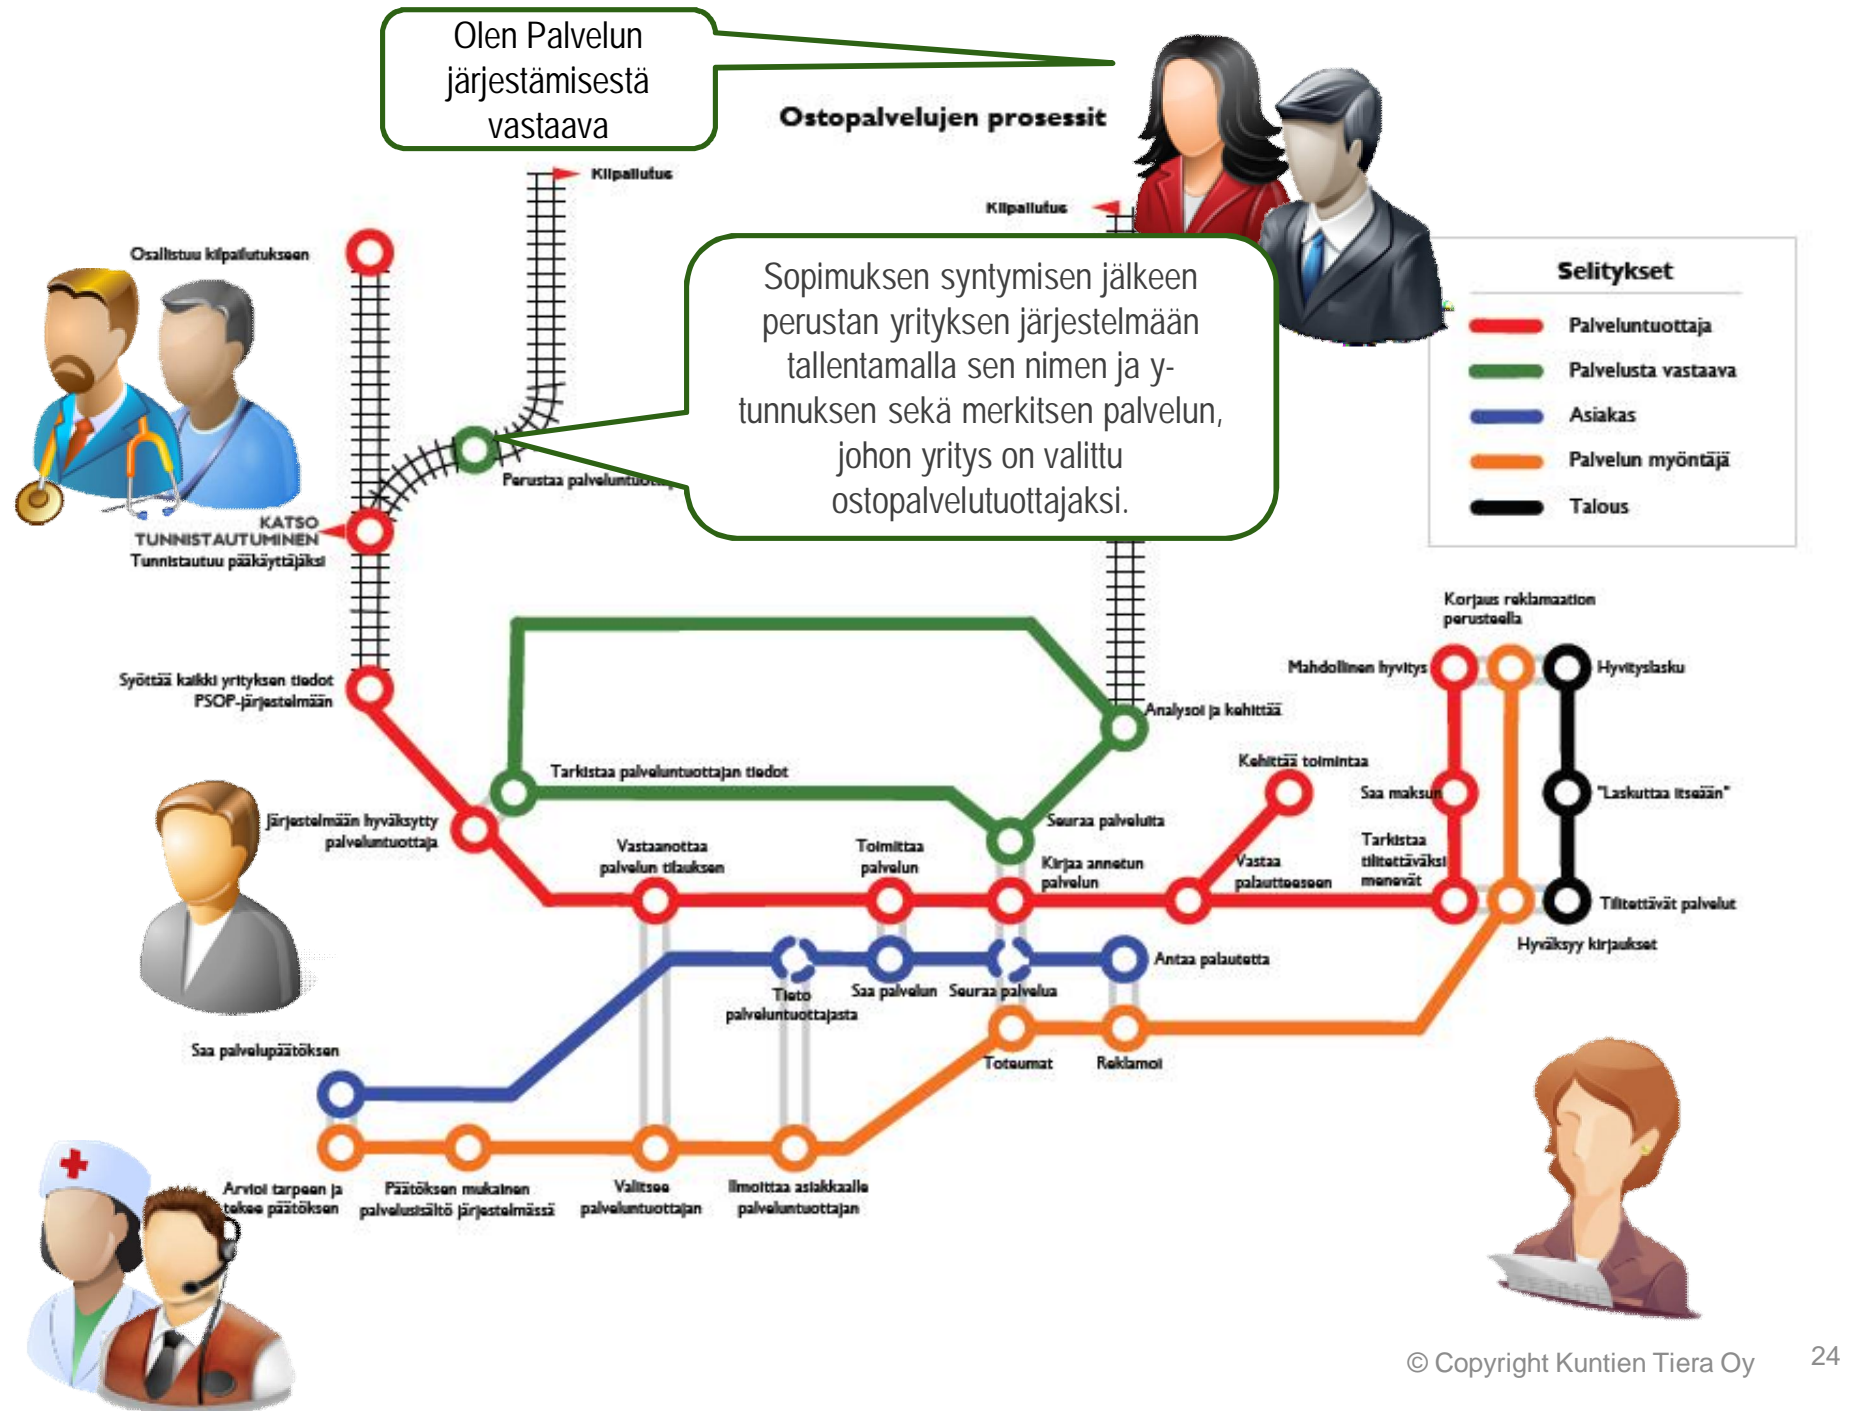 Olen Palvelun
järjestämisestä
vastaava
Ostopalvelujen prosessit
Kilpailutus
Kilpailutus
Osallistuu kilpailutukseen
Sopimuksen syntymisen jälkeen
perustan yrityksen järjestelmään
tallentamalla sen nimen ja y-
tunnuksen sekä merkitsen palvelun,
johon yritys on valittu
ostopalvelutuottajaksi.
Selitykset
Palveluntuottaja
Palvelusta vastaava
Asiakas
Palvelun myöntäjä
Talous
Perustaa
KATSO
TUNNISTAUTUMINEN
Tunnistautuu pääkäyttäjäksi
Korjaus reklamaation
perusteella
Mahdollinen hyvitys
Hyvityslasku
Syöttää kaikki yrityksen tiedot
PSOP-järjestelmään
Analysoi ja kehittää
Kehittää toimintaa
Tarkistaa palveluntuottajan tiedot
Saa maksun
"Laskuttaa itseään"
Järjestelmään hyväksytty
palveluntuottaja
Vastaanottaa
palvelun tilauksen
Toimittaa
palvelun
Seuraa palveluita
Kirjaa annetun
palvelun
Vastaa
palautteeseen
Tarkistaa
tilitettäväksi
menevät
Tilitettävät palvelut
Hyväksyy kirjaukset
Antaa palautetta
Tieto
palveluntuottajasta
Saa palvelun
Seuraa palvelua
Saa palvelupäätöksen
Toteumat
Reklamoi
Arvioi tarpeen ja
tekee päätöksen
Päätöksen mukainen
palvelusisältö järjestelmässä
Valitsee
palveluntuottajan
Ilmoittaa asiakkaalle
palveluntuottajan
© Copyright Kuntien Tiera Oy
24